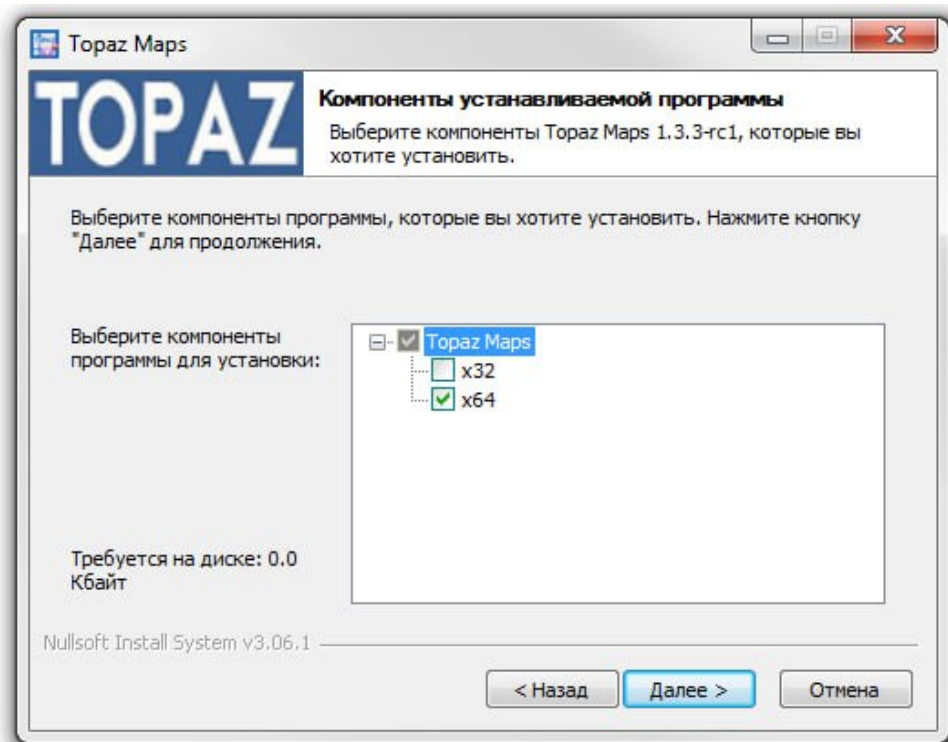 Topaz Maps
TOPAZ
Компоненты устанавливаемой программы
Выберите компоненты Topaz Maps 1.3.3-rc1, которые вы
хотите установить.
Выберите компоненты программы, которые вы хотите установить. Нажмите кнопку
"Далее" для продолжения.
Выберите компоненты
программы для установки:
Topaz Maps
x32
x64
Требуется на диске: 0.0
Кбайт
Nullsoft Install System v3.06.1
< Назад
Далее >
Отмена